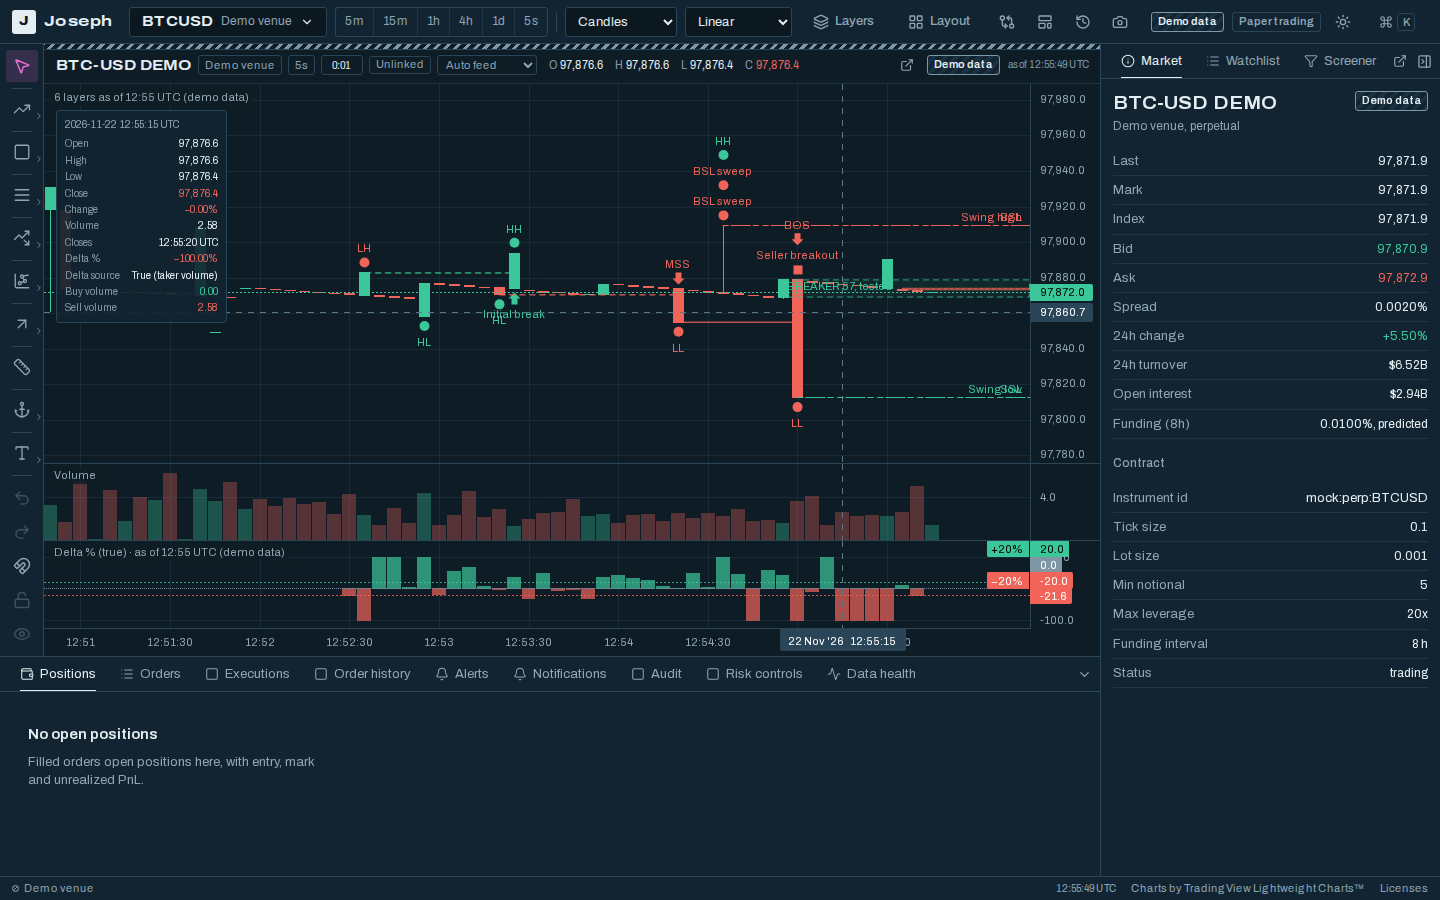 J Joseph BTCUSD Demo venue 5m 15m 1h 4h 1d 5s Candles Linear Layers Layout Demo data Paper trading ⌘ K
BTC-USD DEMO Demo venue 5s 0:01 Unlinked Auto feed O 97,876.6 H 97,876.6 L 97,876.4 C 97,876.4 Demo data as of 12:55:49 UTC
6 layers as of 12:55 UTC (demo data)
2026-11-22 12:55:15 UTC
Open 97,876.6
High 97,876.6
Low 97,876.4
Close 97,876.4
Change −0.00%
Volume 2.58
Closes 12:55:20 UTC
Delta % −100.00%
Delta source True (taker volume)
Buy volume 0.00
Sell volume 2.58
HH
BSL sweep
BSL sweep
Swing high BSL
BOS
HH
LH
Seller breakout
MSS
BREAKER 57 teste
Initial break
HL
HL
LL
Swing low SSL
LL
97,980.0
97,960.0
97,940.0
97,920.0
97,900.0
97,880.0
97,872.0
97,860.7
97,840.0
97,820.0
97,800.0
97,780.0
Volume
4.0
Delta % (true) · as of 12:55 UTC (demo data)
+20% 20.0
0.0
−20% -20.0
-21.6
-100.0
12:51 12:51:30 12:52 12:52:30 12:53 12:53:30 12:54 12:54:30 22 Nov '26 12:55:15
Positions Orders Executions Order history Alerts Notifications Audit Risk controls Data health
No open positions
Filled orders open positions here, with entry, mark
and unrealized PnL.
Market Watchlist Screener
BTC-USD DEMO Demo data
Demo venue, perpetual
Last 97,871.9
Mark 97,871.9
Index 97,871.9
Bid 97,870.9
Ask 97,872.9
Spread 0.0020%
24h change +5.50%
24h turnover $6.52B
Open interest $2.94B
Funding (8h) 0.0100%, predicted
Contract
Instrument id mock:perp:BTCUSD
Tick size 0.1
Lot size 0.001
Min notional 5
Max leverage 20x
Funding interval 8 h
Status trading
Demo venue 12:55:49 UTC Charts by TradingView Lightweight Charts™ Licenses